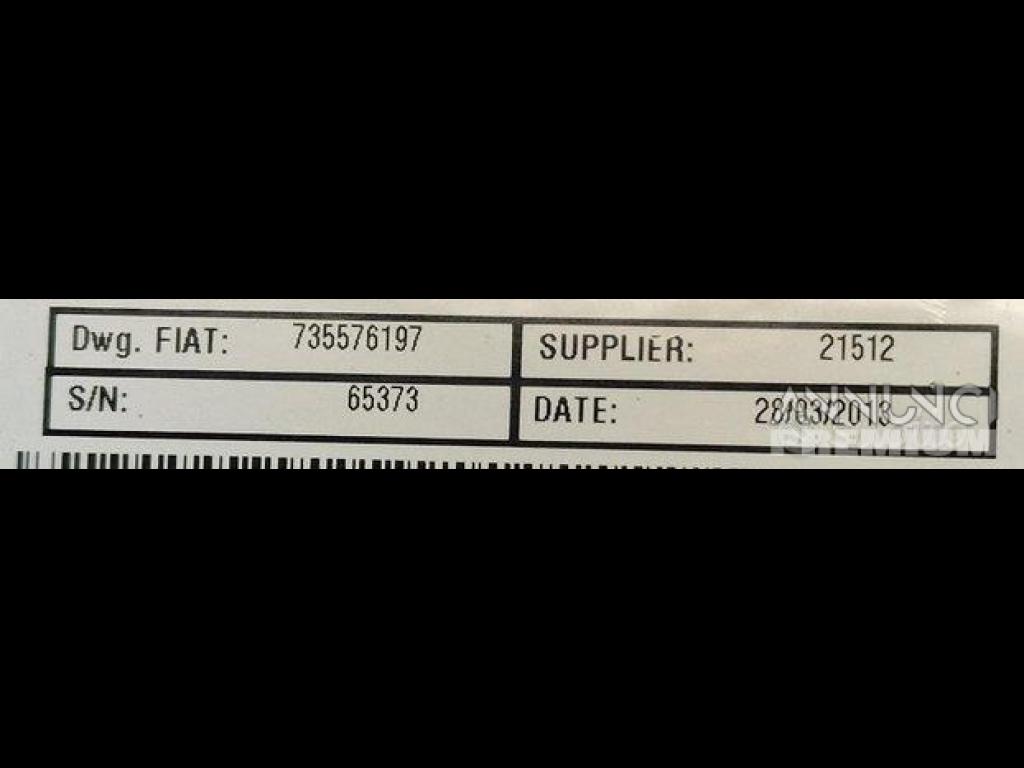 Dwg. FIAT: 735576197 SUPPLIER: 21512
S/N: 65373 DATE: 28/03/2013
ANNUNCI
PREMIUM